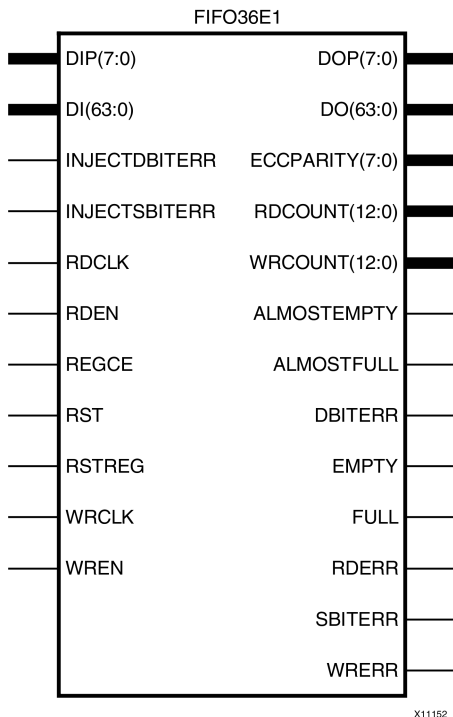 FIFO36E1
DIP(7:0) DOP(7:0)
DI(63:0) DO(63:0)
INJECTDBITERR ECCPARITY(7:0)
INJECTSBITERR RDCOUNT(12:0)
RDCLK WRCOUNT(12:0)
RDEN ALMOSTEMPTY
REGCE ALMOSTFULL
RST DBITERR
RSTREG EMPTY
WRCLK FULL
WREN RDERR
SBITERR
WRERR
X11152